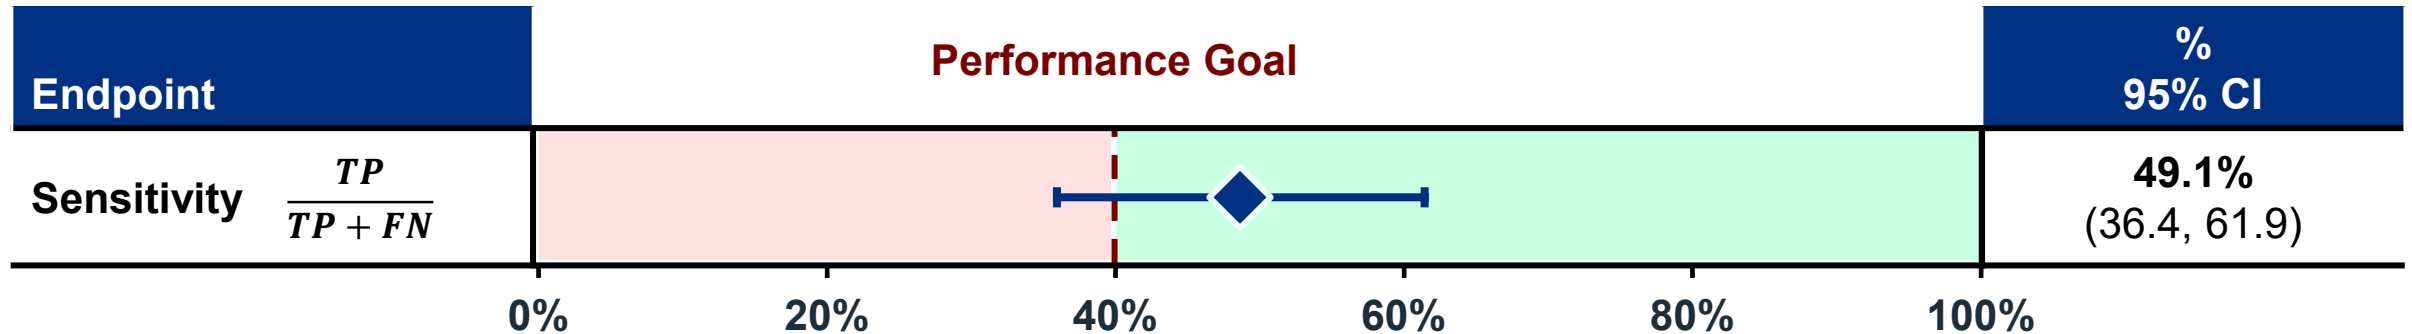 Endpoint
Performance Goal
%
95% CI
Sensitivity TP / TP + FN
49.1%
(36.4, 61.9)
0% 20% 40% 60% 80% 100%